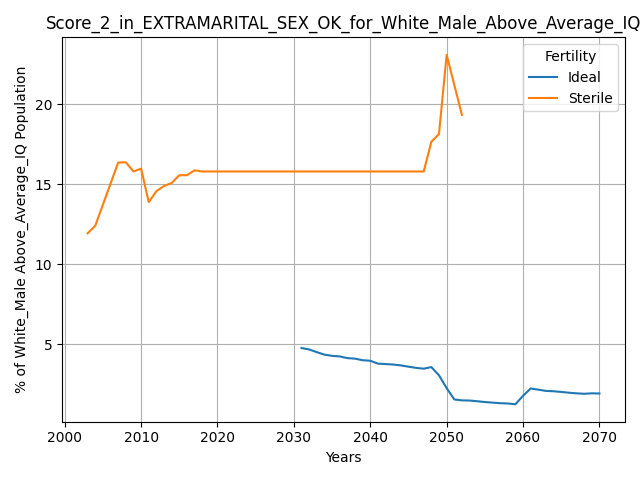 Score_2_in_EXTRAMARITAL_SEX_OK_for_White_Male_Above_Average_IQ
% of White_Male Above_Average_IQ Population
20
15
10
5
Fertility
Ideal
Sterile
2000 2010 2020 2030 2040 2050 2060 2070
Years